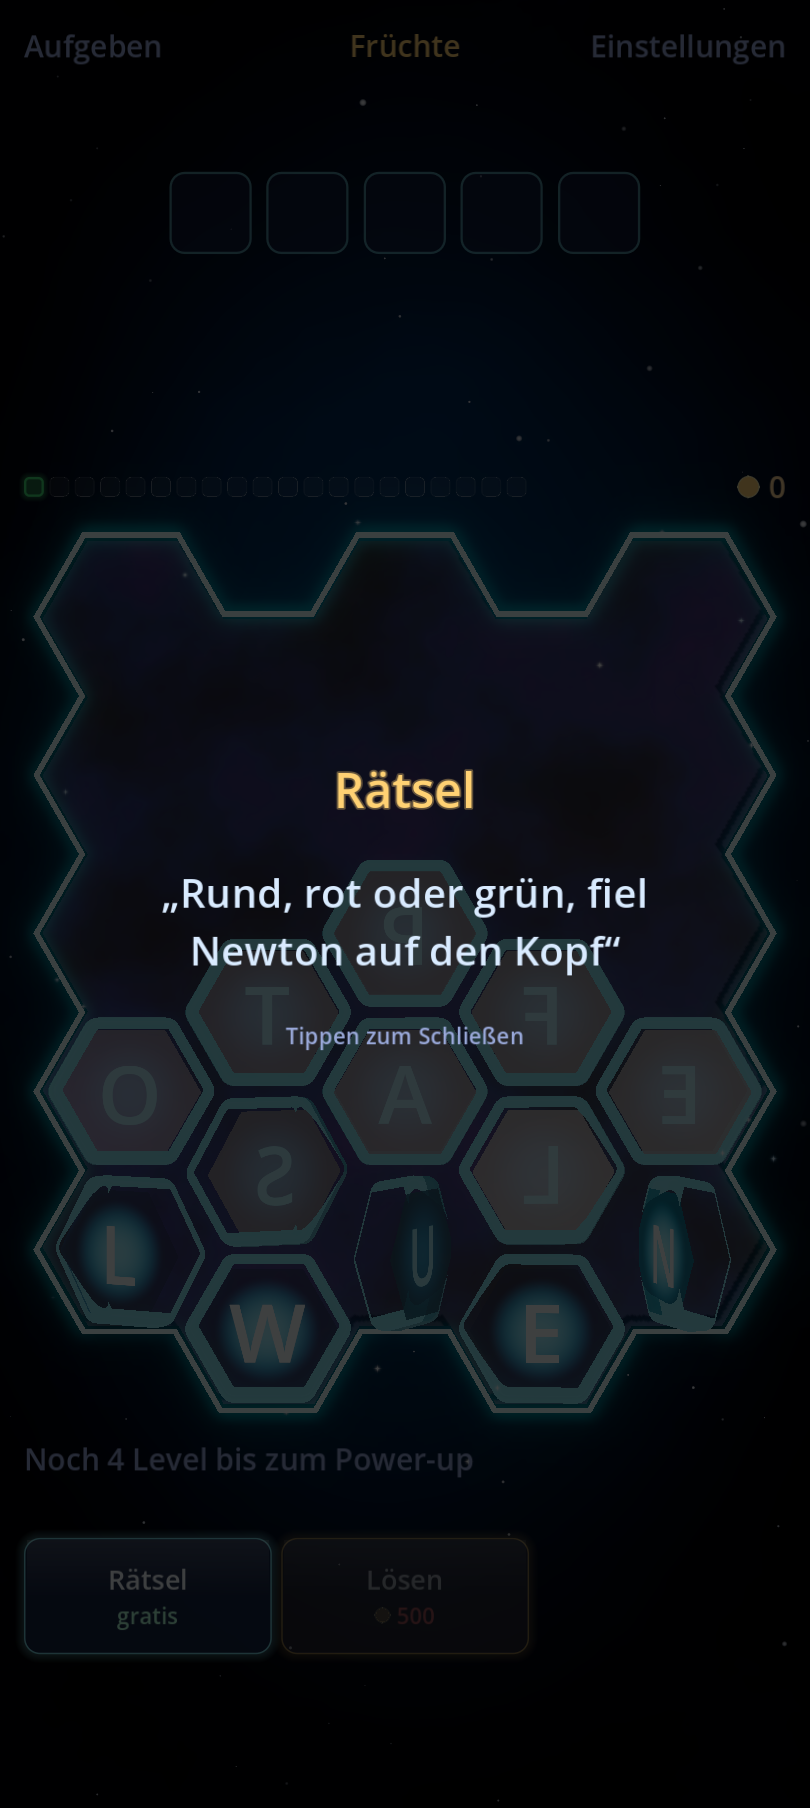 Aufgeben Früchte Einstellungen
0
Rätsel
„Rund, rot oder grün, fiel
Newton auf den Kopf“
Tippen zum Schließen
P
T F
O A E
S L
L U N
W E
Noch 4 Level bis zum Power-up
Rätsel Lösen
gratis 500